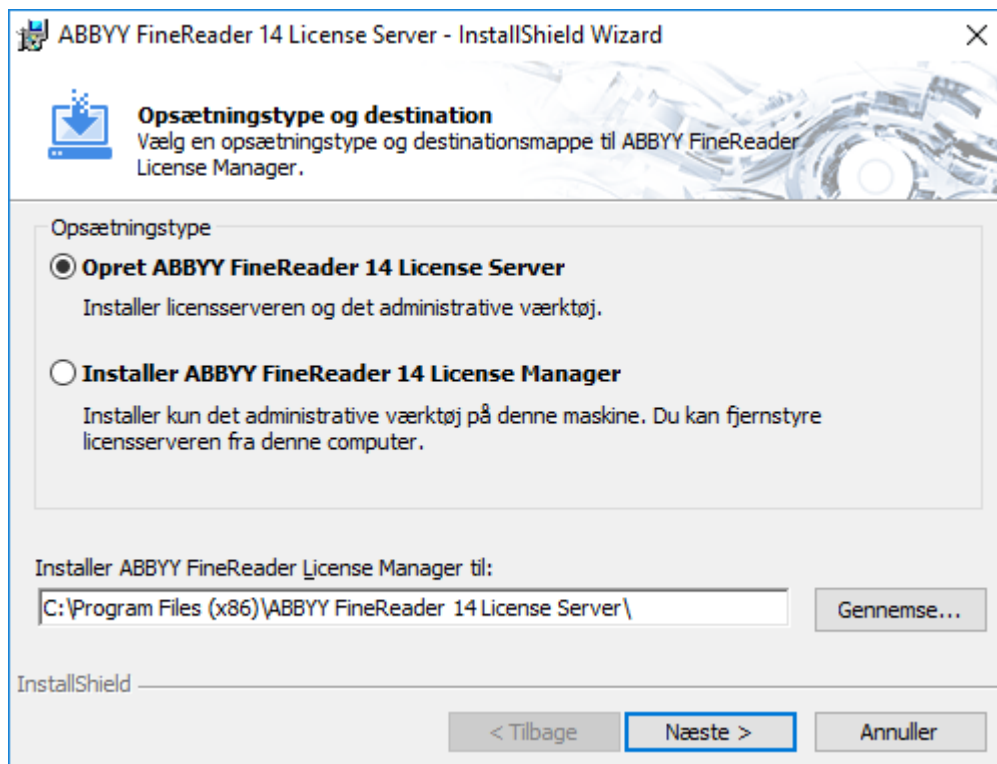 ABBYY FineReader 14 License Server - InstallShield Wizard
Opsætningstype og destination
Vælg en opsætningstype og destinationsmappe til ABBYY FineReader
License Manager.
Opsætningstype
Opret ABBYY FineReader 14 License Server
Installer licensserveren og det administrative værktøj.
Installer ABBYY FineReader 14 License Manager
Installer kun det administrative værktøj på denne maskine. Du kan fjernstyre
licensserveren fra denne computer.
Installer ABBYY FineReader License Manager til:
C:\Program Files (x86)\ABBYY FineReader 14 License Server\
Gennemse...
InstallShield
< Tilbage
Næste >
Annuller